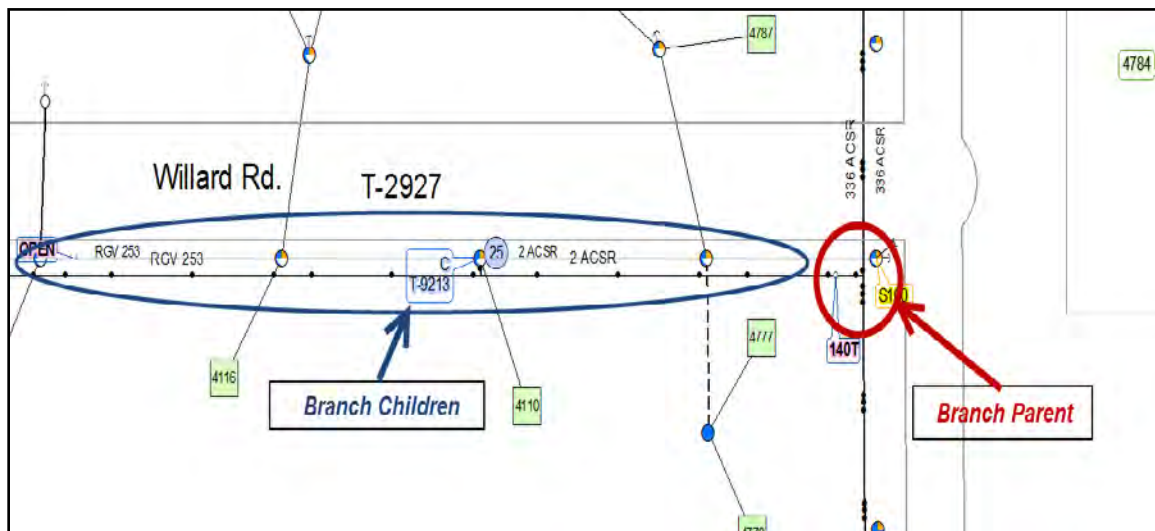 4787
4784
336 ACSR
336 ACSR
Willard Rd.
T-2927
OPEN
RGV 253
RGV 253
C
T-9213
25
2 ACSR
2 ACSR
S160
140T
4777
4116
4110
Branch Children
Branch Parent